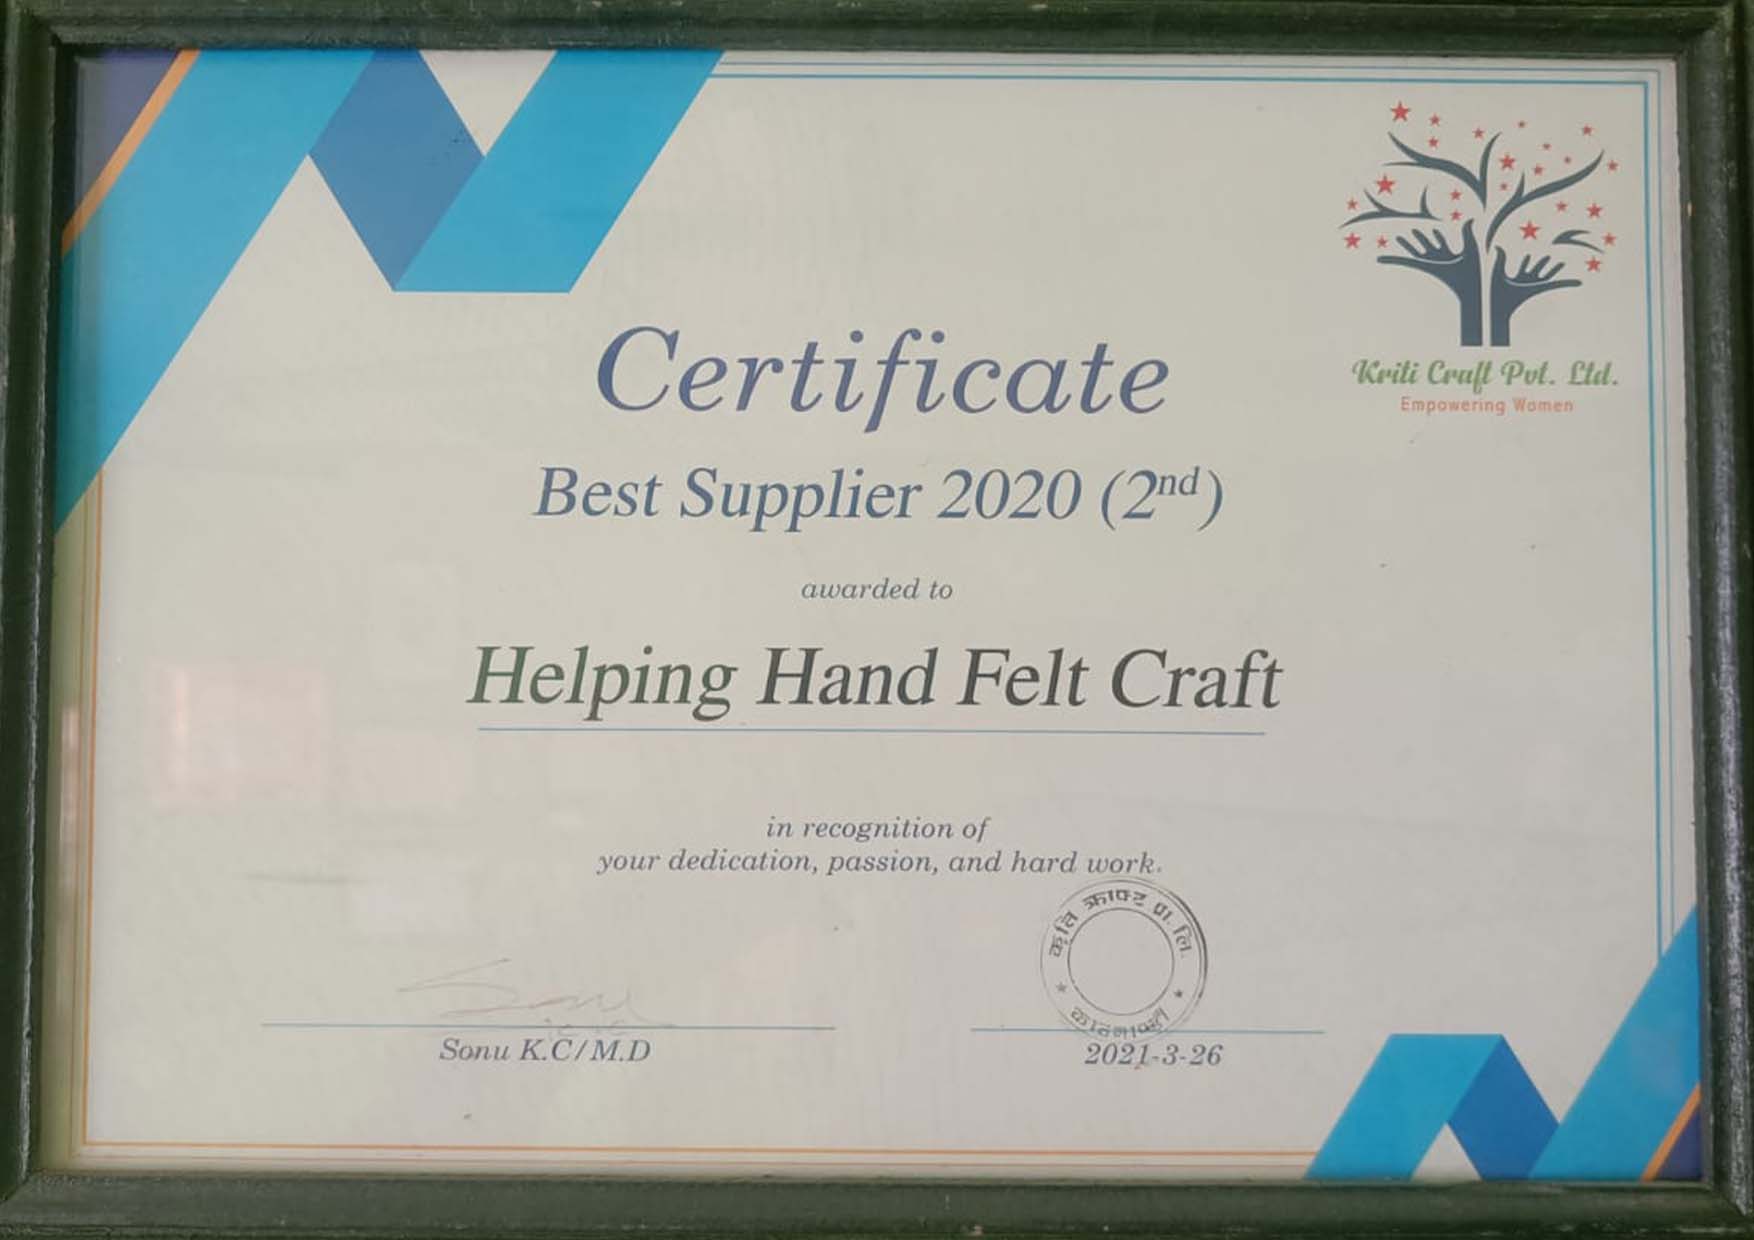 Kriti Craft Pvt. Ltd.
Empowering Women
Certificate
Best Supplier 2020 (2nd)
awarded to
Helping Hand Felt Craft
in recognition of
your dedication, passion, and hard work.
कृति क्राफ्ट प्रा. लि.
काठमाण्डौ
Sonu K.C/M.D
2021-3-26